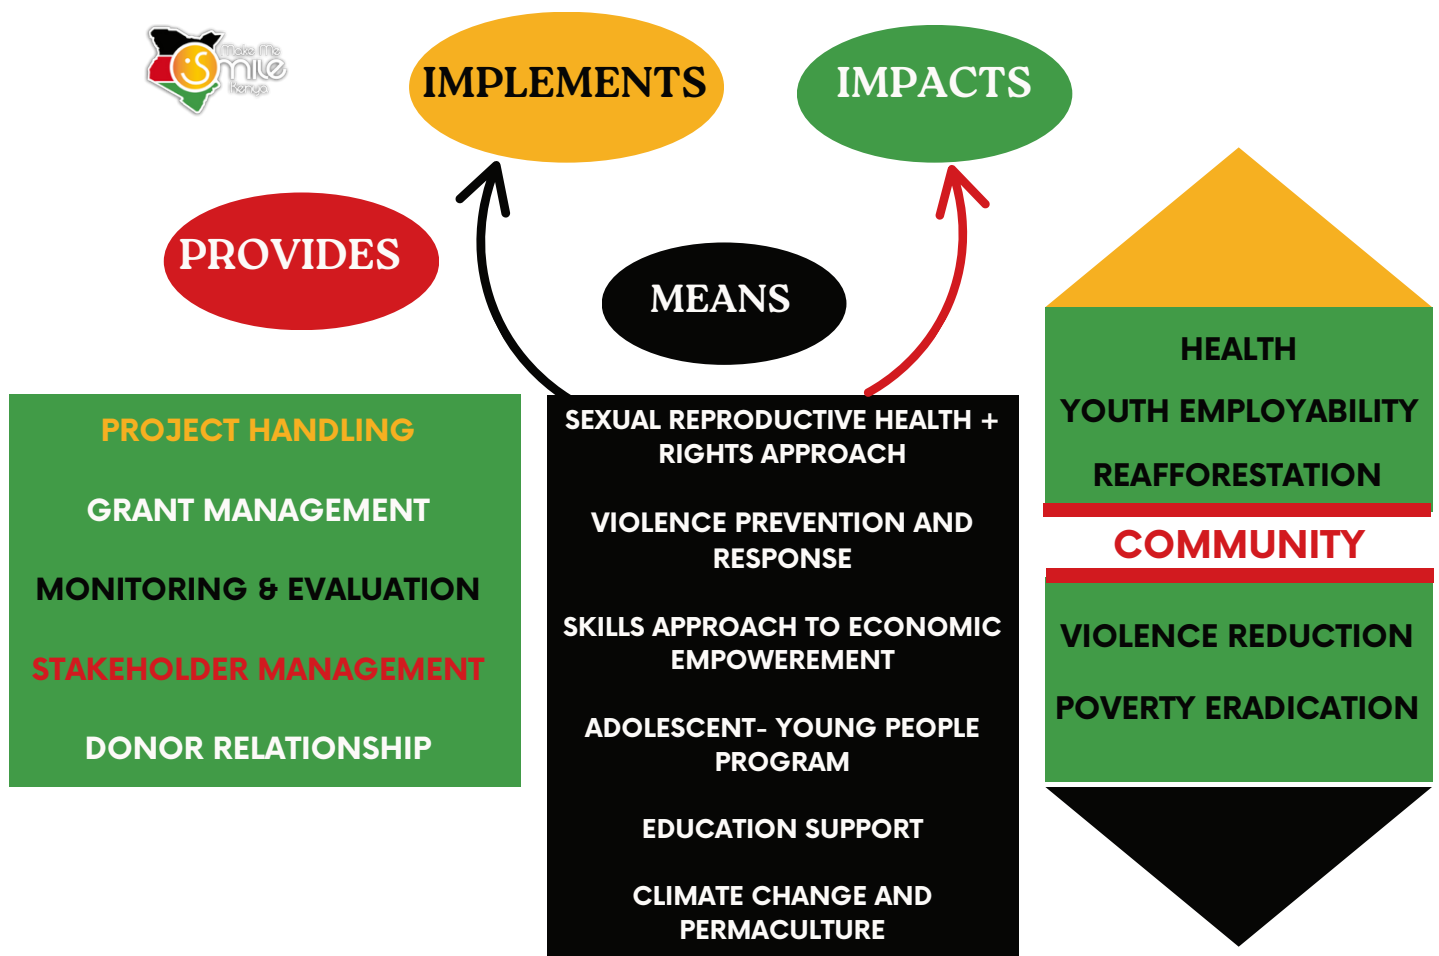 Make Me
Smile
Kenya
IMPLEMENTS
IMPACTS
PROVIDES
MEANS
PROJECT HANDLING
GRANT MANAGEMENT
MONITORING & EVALUATION
STAKEHOLDER MANAGEMENT
DONOR RELATIONSHIP
SEXUAL REPRODUCTIVE HEALTH +
RIGHTS APPROACH
VIOLENCE PREVENTION AND
RESPONSE
SKILLS APPROACH TO ECONOMIC
EMPOWEREMENT
ADOLESCENT- YOUNG PEOPLE
PROGRAM
EDUCATION SUPPORT
CLIMATE CHANGE AND
PERMACULTURE
HEALTH
YOUTH EMPLOYABILITY
REAFFORESTATION
COMMUNITY
VIOLENCE REDUCTION
POVERTY ERADICATION